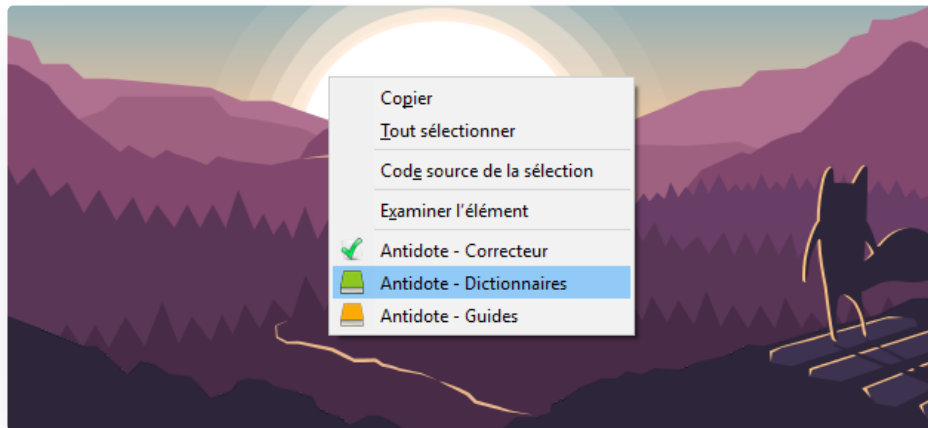 Copier
Tout sélectionner
Code source de la sélection
Examiner l'élément
Antidote - Correcteur
Antidote - Dictionnaires
Antidote - Guides